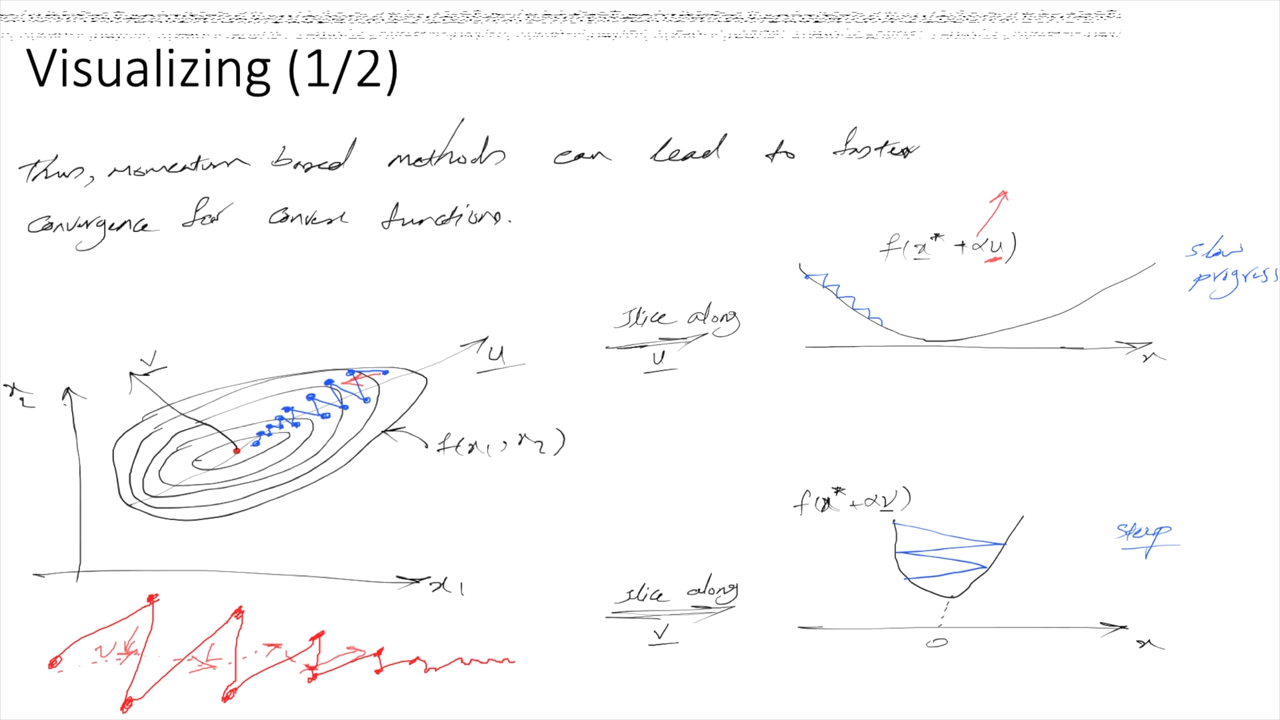 Visualizing (1/2)
Thus, momentum based methods can lead to faster
convergence for convex functions.
f(x* + αu)
slow
progress
slice along
u
x
v
u
x2
f(x1, x2)
x1
f(x* + αv)
steep
slice along
v
0
x